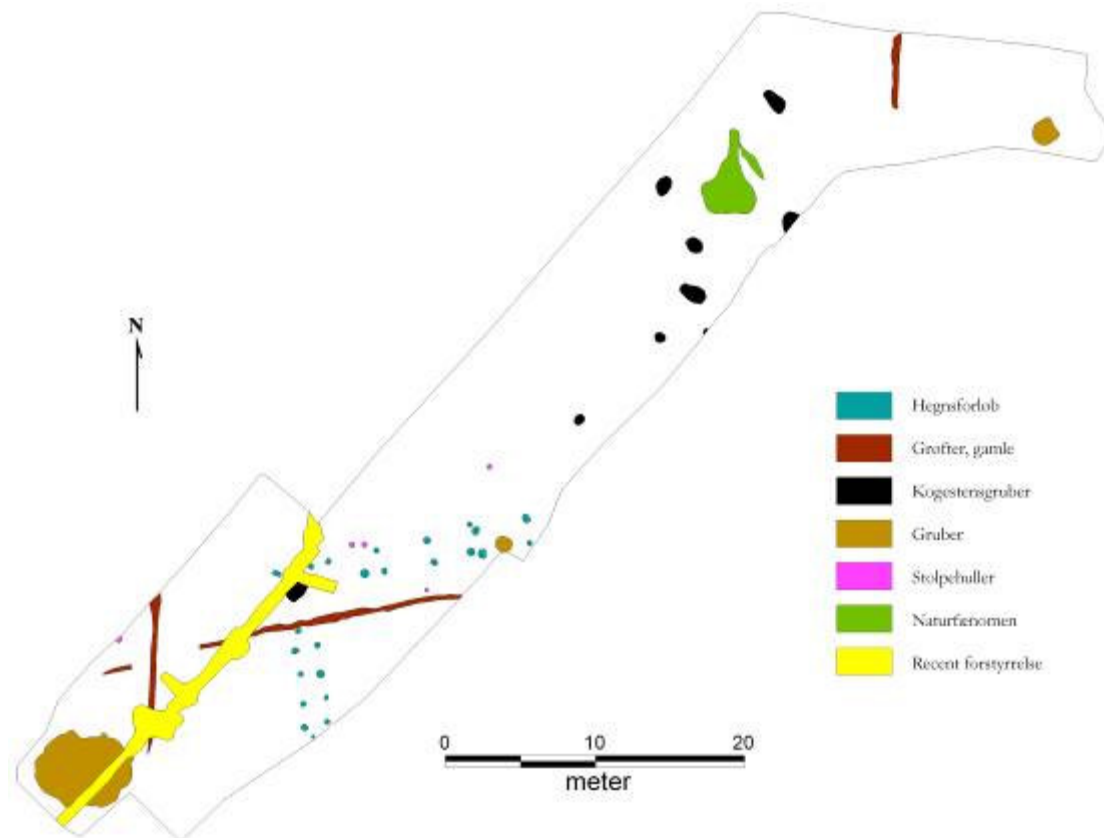 N
Hegnsforløb
Grøfter, gamle
Kogestensgruber
Gruber
Stolpehuller
Naturfænomen
Recent forstyrrelse
0 10 20
meter